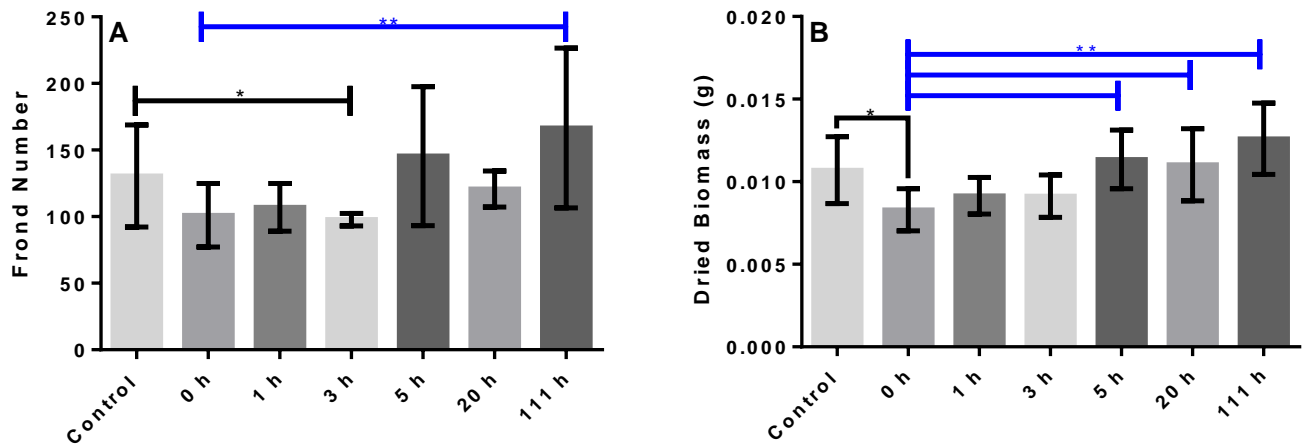 A
Frond Number
250
200
150
100
50
0
*
**
Control
0 h
1 h
3 h
5 h
20 h
111 h
B
Dried Biomass (g)
0.020
0.015
0.010
0.005
0.000
*
**
Control
0 h
1 h
3 h
5 h
20 h
111 h